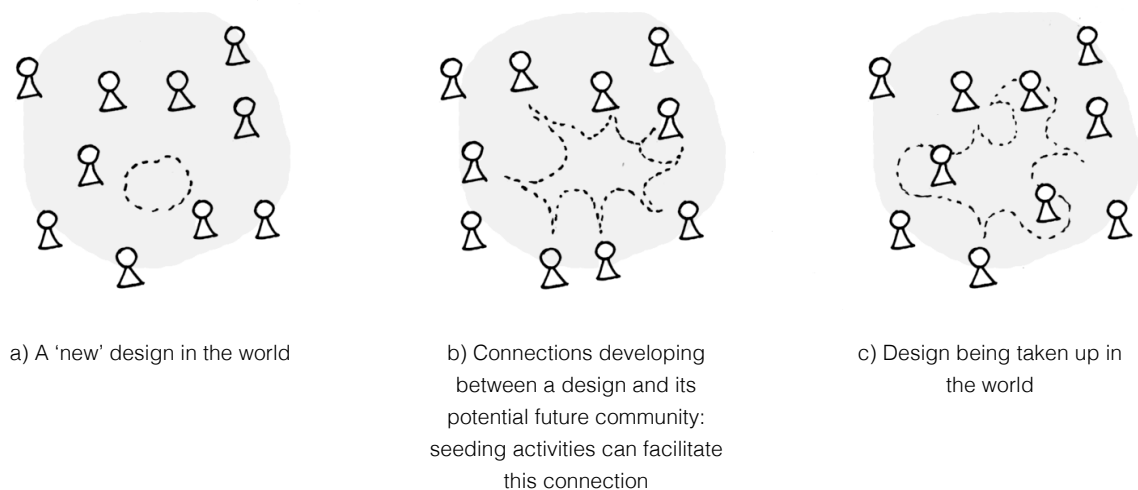 a) A ‘new’ design in the world
b) Connections developing
between a design and its
potential future community:
seeding activities can facilitate
this connection
c) Design being taken up in
the world